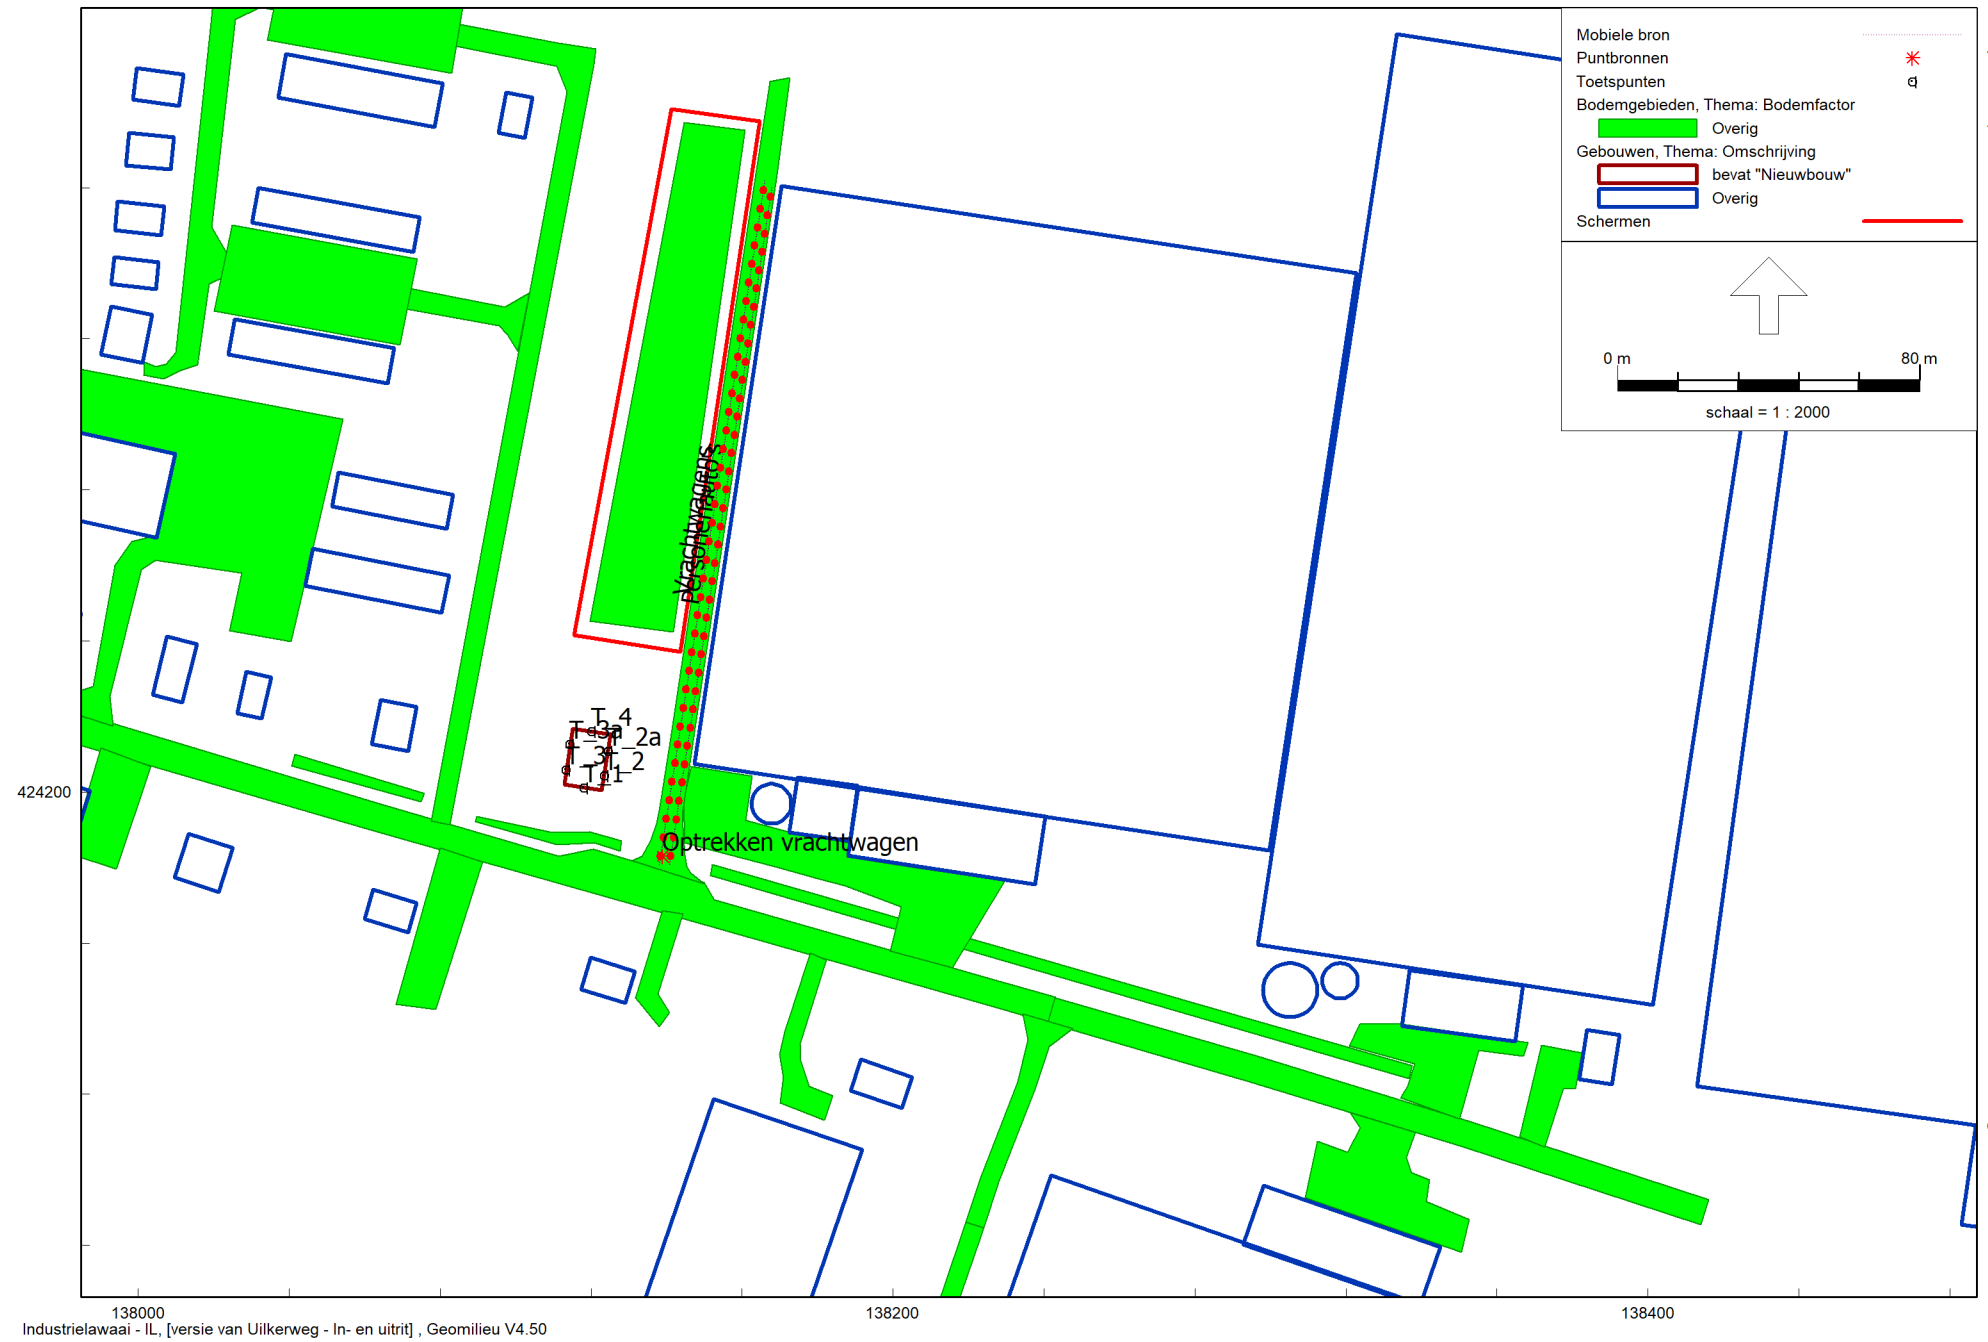 Mobiele bron
Puntbronnen
Toetspunten
Bodemgebieden, Thema: Bodemfactor
Overig
Gebouwen, Thema: Omschrijving
bevat "Nieuwbouw"
Overig
Schermen
0 m 80 m
schaal = 1 : 2000
Vrachtwagens
Personenauto's
T_4
T_3a
T_2a
T_3
T_2
T_1
424200
Optrekken vrachtwagen
138000 138200 138400
Industrielawaai - IL, [versie van Uilkerweg - In- en uitrit] , Geomilieu V4.50